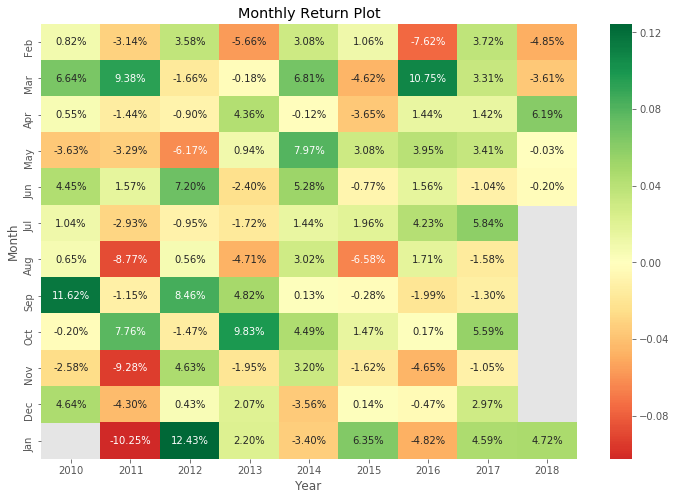 Monthly Return Plot
Feb 0.82% -3.14% 3.58% -5.66% 3.08% 1.06% -7.62% 3.72% -4.85%
Mar 6.64% 9.38% -1.66% -0.18% 6.81% -4.62% 10.75% 3.31% -3.61%
Apr 0.55% -1.44% -0.90% 4.36% -0.12% -3.65% 1.44% 1.42% 6.19%
May -3.63% -3.29% -6.17% 0.94% 7.97% 3.08% 3.95% 3.41% -0.03%
Jun 4.45% 1.57% 7.20% -2.40% 5.28% -0.77% 1.56% -1.04% -0.20%
Jul 1.04% -2.93% -0.95% -1.72% 1.44% 1.96% 4.23% 5.84%
Aug 0.65% -8.77% 0.56% -4.71% 3.02% -6.58% 1.71% -1.58%
Sep 11.62% -1.15% 8.46% 4.82% 0.13% -0.28% -1.99% -1.30%
Oct -0.20% 7.76% -1.47% 9.83% 4.49% 1.47% 0.17% 5.59%
Nov -2.58% -9.28% 4.63% -1.95% 3.20% -1.62% -4.65% -1.05%
Dec 4.64% -4.30% 0.43% 2.07% -3.56% 0.14% -0.47% 2.97%
Jan -10.25% 12.43% 2.20% -3.40% 6.35% -4.82% 4.59% 4.72%
2010 2011 2012 2013 2014 2015 2016 2017 2018
Year
Month
0.12
0.08
0.04
0.00
−0.04
−0.08